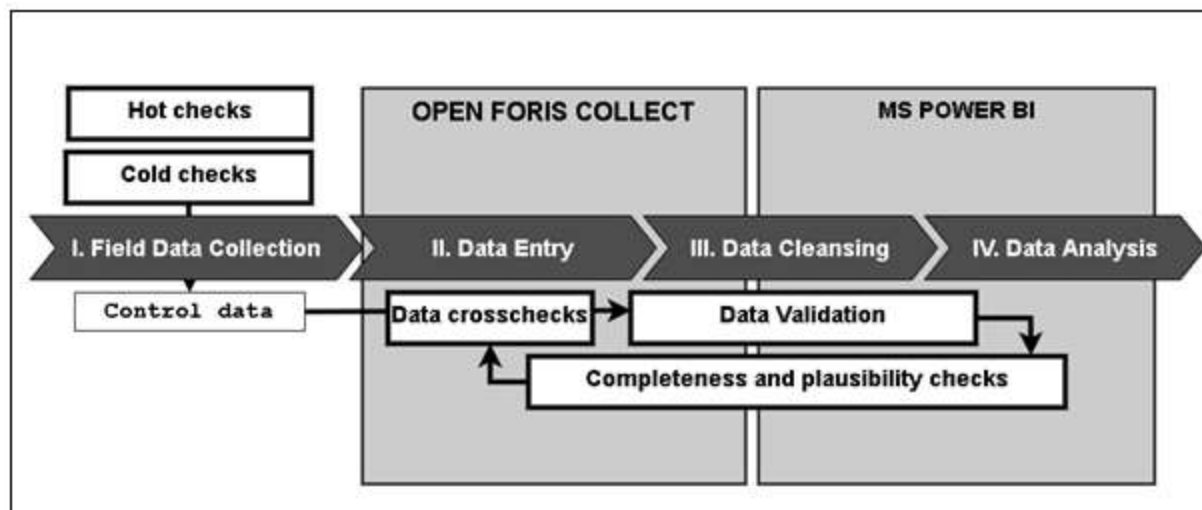 Hot checks
Cold checks
OPEN FORIS COLLECT
MS POWER BI
I. Field Data Collection
II. Data Entry
III. Data Cleansing
IV. Data Analysis
Control data
Data crosschecks
Data Validation
Completeness and plausibility checks